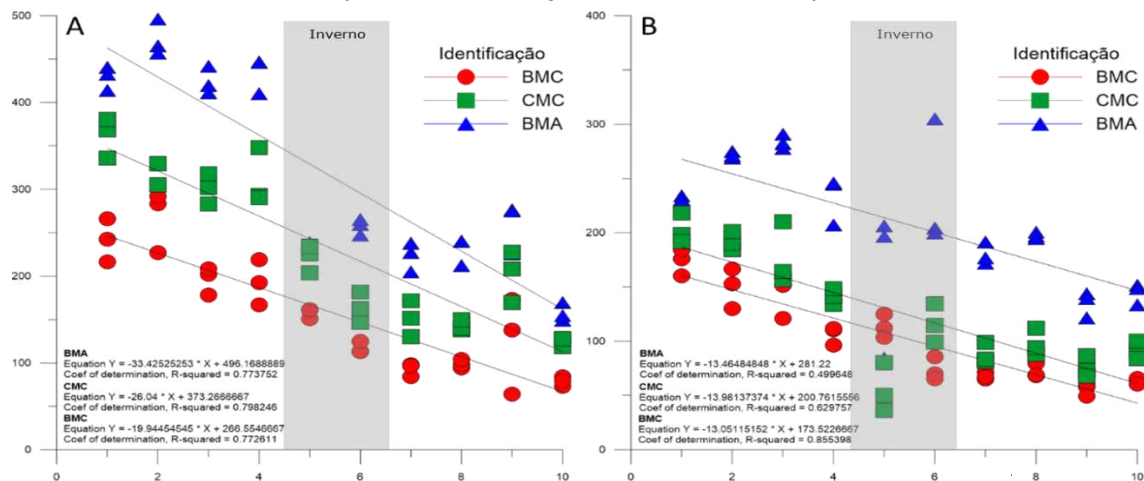 A
Inverno
Identificação
BMC
CMC
BMA
500
400
300
200
100
0
BMA
Equation Y = -33.42525253 * X + 496.1688889
Coef of determination, R-squared = 0.773752
CMC
Equation Y = -26.04 * X + 373.2666667
Coef of determination, R-squared = 0.798246
BMC
Equation Y = -19.94454545 * X + 266.5546667
Coef of determination, R-squared = 0.772611
0 2 4 6 8 10
B
Inverno
Identificação
BMC
CMC
BMA
400
300
200
100
0
BMA
Equation Y = -13.46484848 * X + 281.22
Coef of determination, R-squared = 0.499648
CMC
Equation Y = -13.98137374 * X + 200.7615556
Coef of determination, R-squared = 0.629757
BMC
Equation Y = -13.05115152 * X + 173.5226667
Coef of determination, R-squared = 0.855398
0 2 4 6 8 10